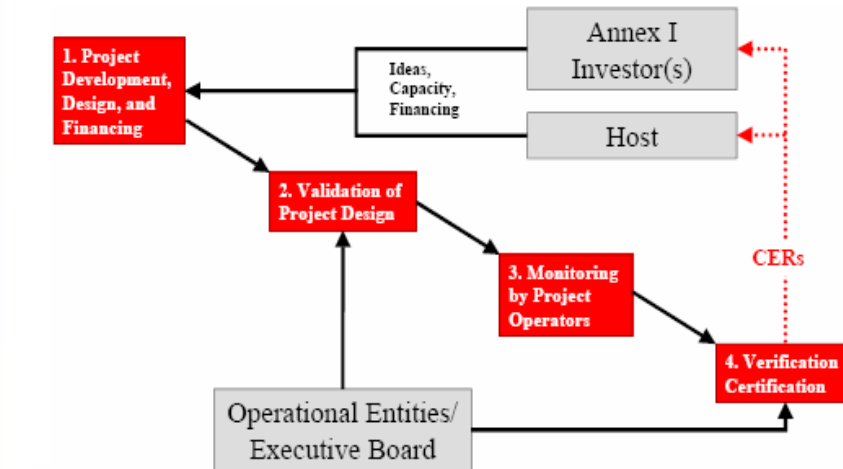 1. Project
Development,
Design, and
Financing
Ideas,
Capacity,
Financing
Annex I
Investor(s)
Host
2. Validation of
Project Design
3. Monitoring
by Project
Operators
CERs
4. Verification
Certification
Operational Entities/
Executive Board